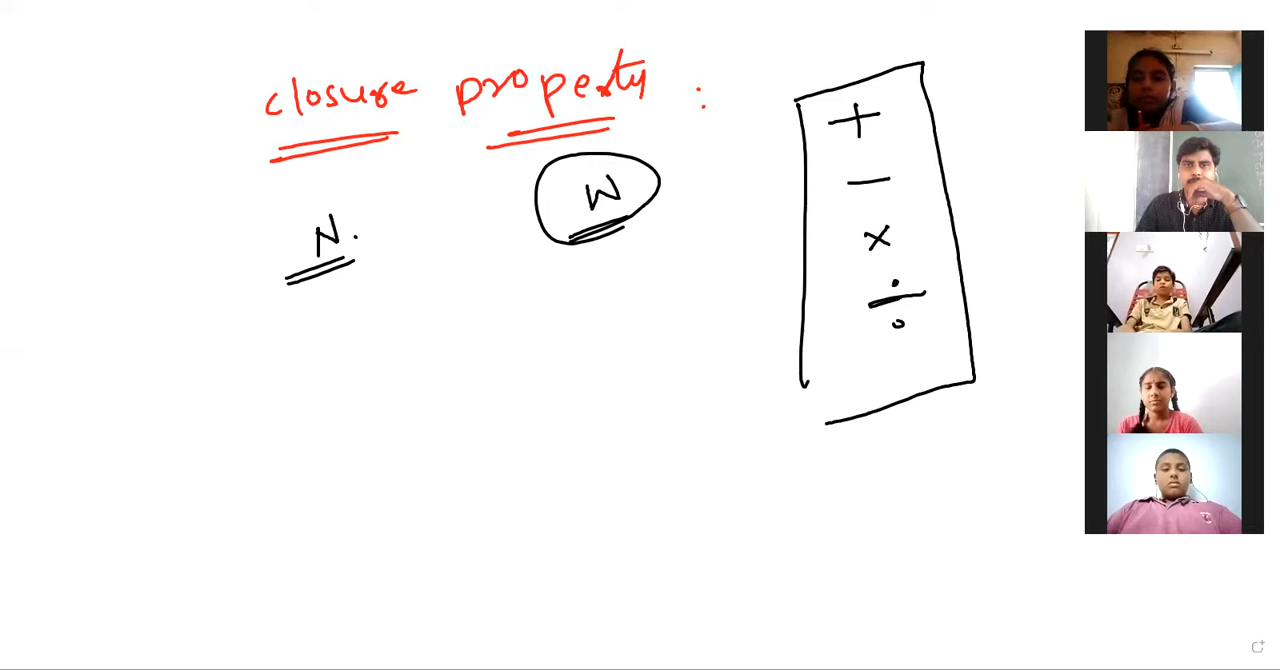 closure property :
N.
W
+
−
×
÷